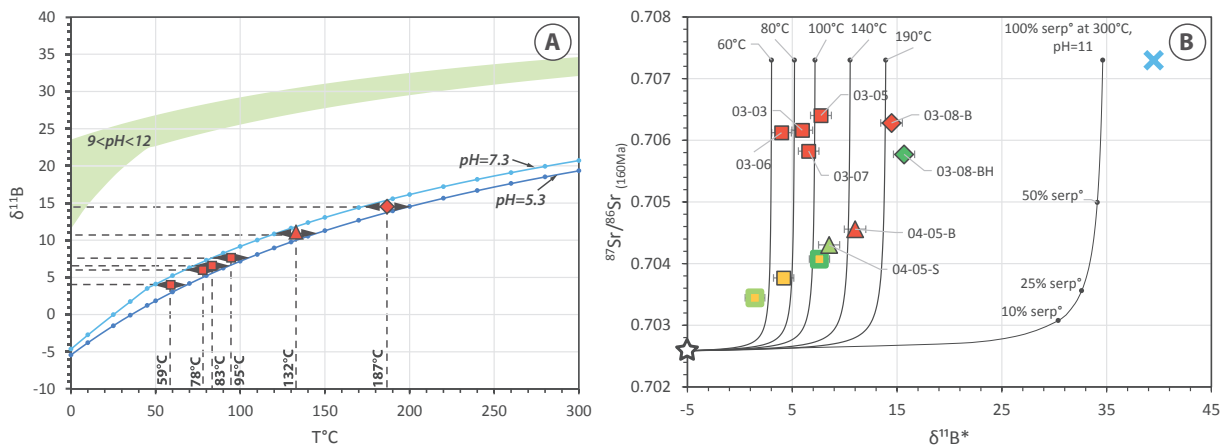 A
δ¹¹B
40
35
30
25
20
15
10
5
0
-5
-10
9<pH<12
pH=7.3
pH=5.3
59°C
78°C
83°C
95°C
132°C
187°C
0
50
100
150
200
250
300
T°C
B
⁸⁷Sr/⁸⁶Sr (160Ma)
0.708
0.707
0.706
0.705
0.704
0.703
0.702
60°C
80°C
100°C
140°C
190°C
100% serp° at 300°C,
pH=11
03-05
03-03
03-08-B
03-06
03-07
03-08-BH
50% serp°
04-05-B
04-05-S
25% serp°
10% serp°
-5
5
15
25
35
45
δ¹¹B*